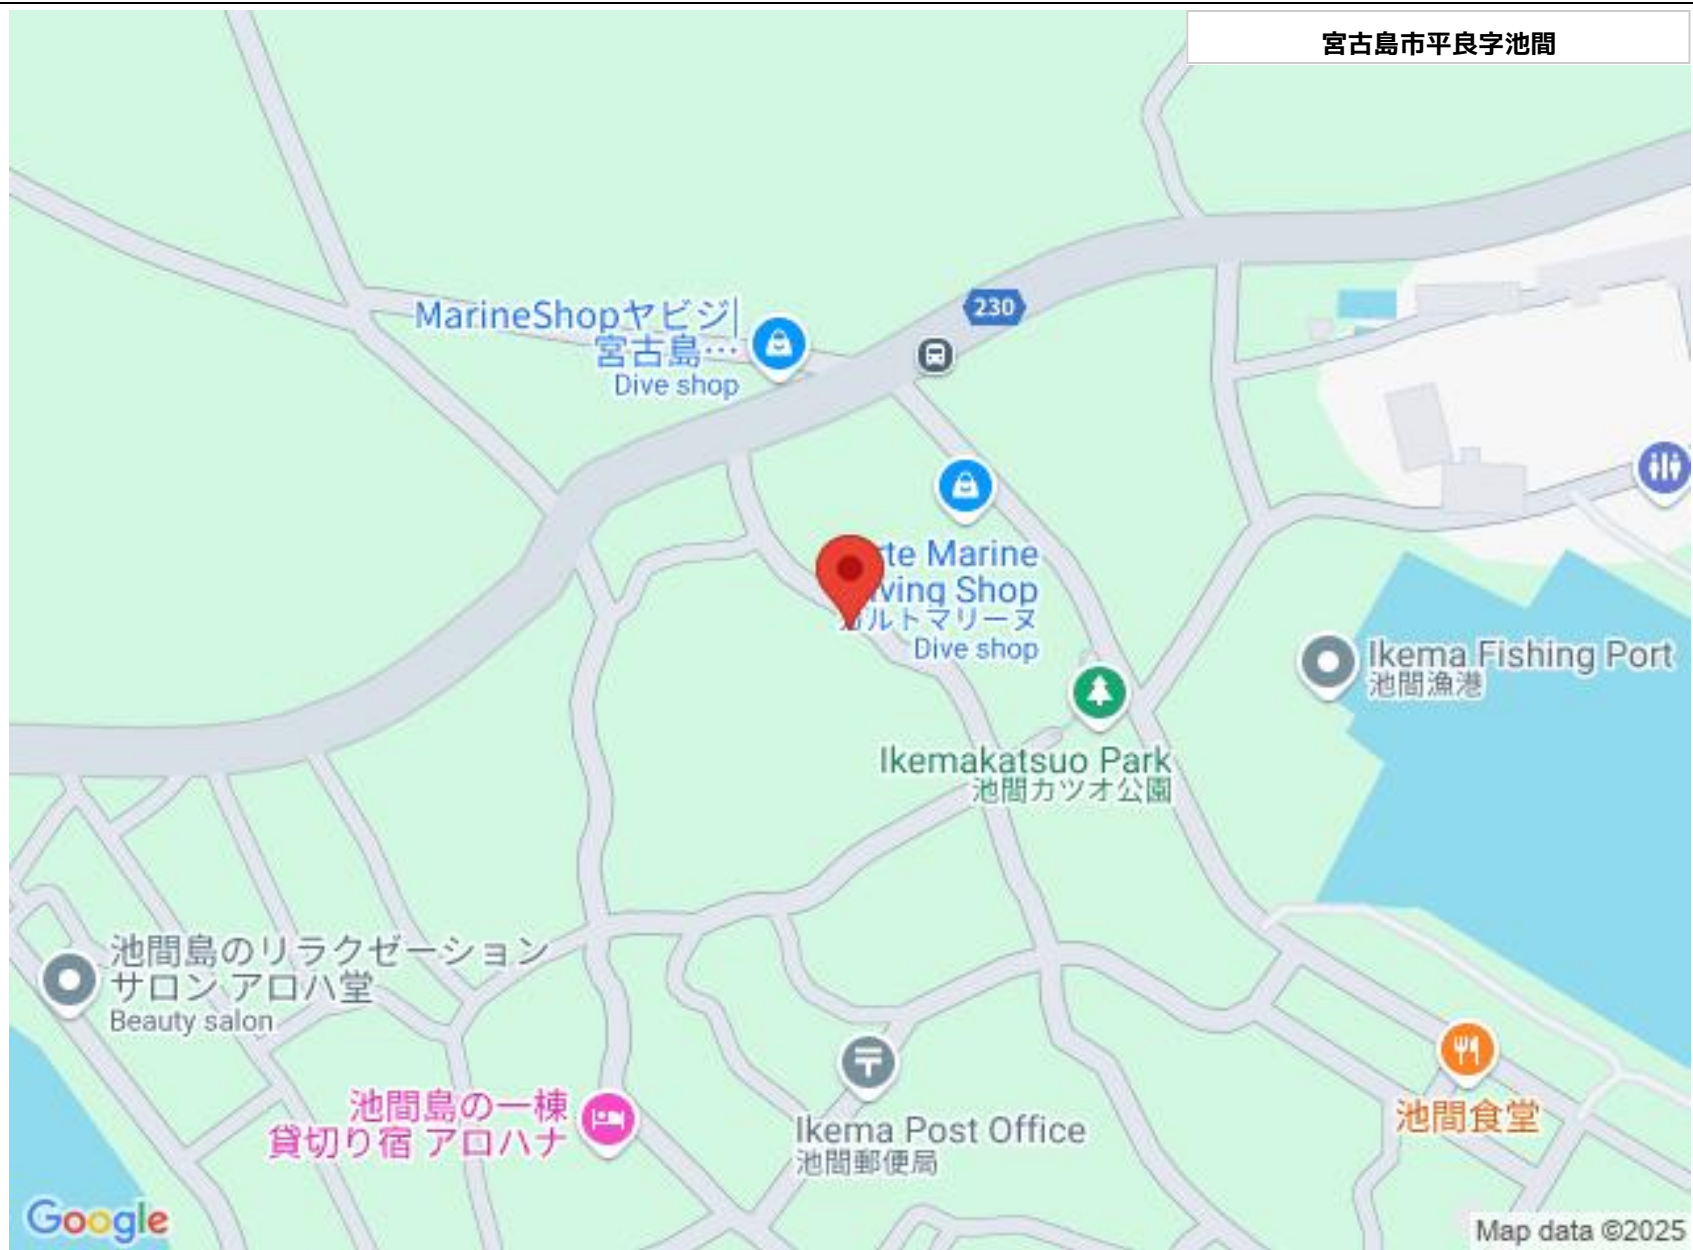 宮古島市平良字池間
230
MarineShopヤビジ|
宮古島…
Dive shop
Marine
Shop
ルトマリーヌ
Dive shop
Ikema Fishing Port
池間漁港
Ikemakatsuo Park
池間カツオ公園
池間島のリラクゼーション
サロン アロハ堂
Beauty salon
池間島の一棟
貸切り宿 アロハナ
Ikema Post Office
池間郵便局
池間食堂
Google
Map data ©2025